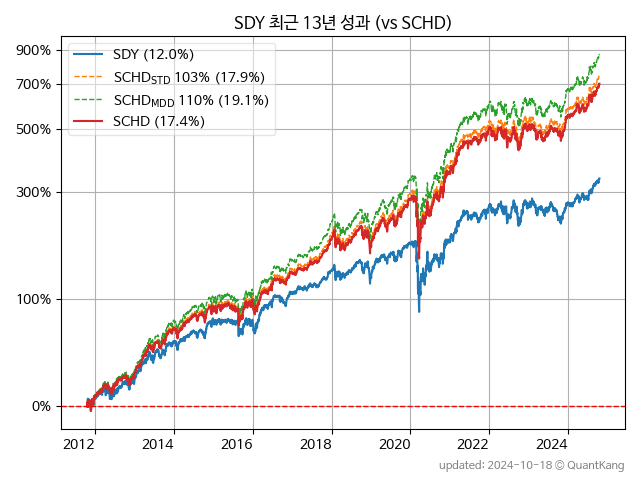 SDY 최근 13년 성과 (vs SCHD)
900%
700%
500%
300%
100%
0%
SDY (12.0%)
SCHD_STD 103% (17.9%)
SCHD_MDD 110% (19.1%)
SCHD (17.4%)
2012 2014 2016 2018 2020 2022 2024
updated: 2024-10-18 © QuantKang